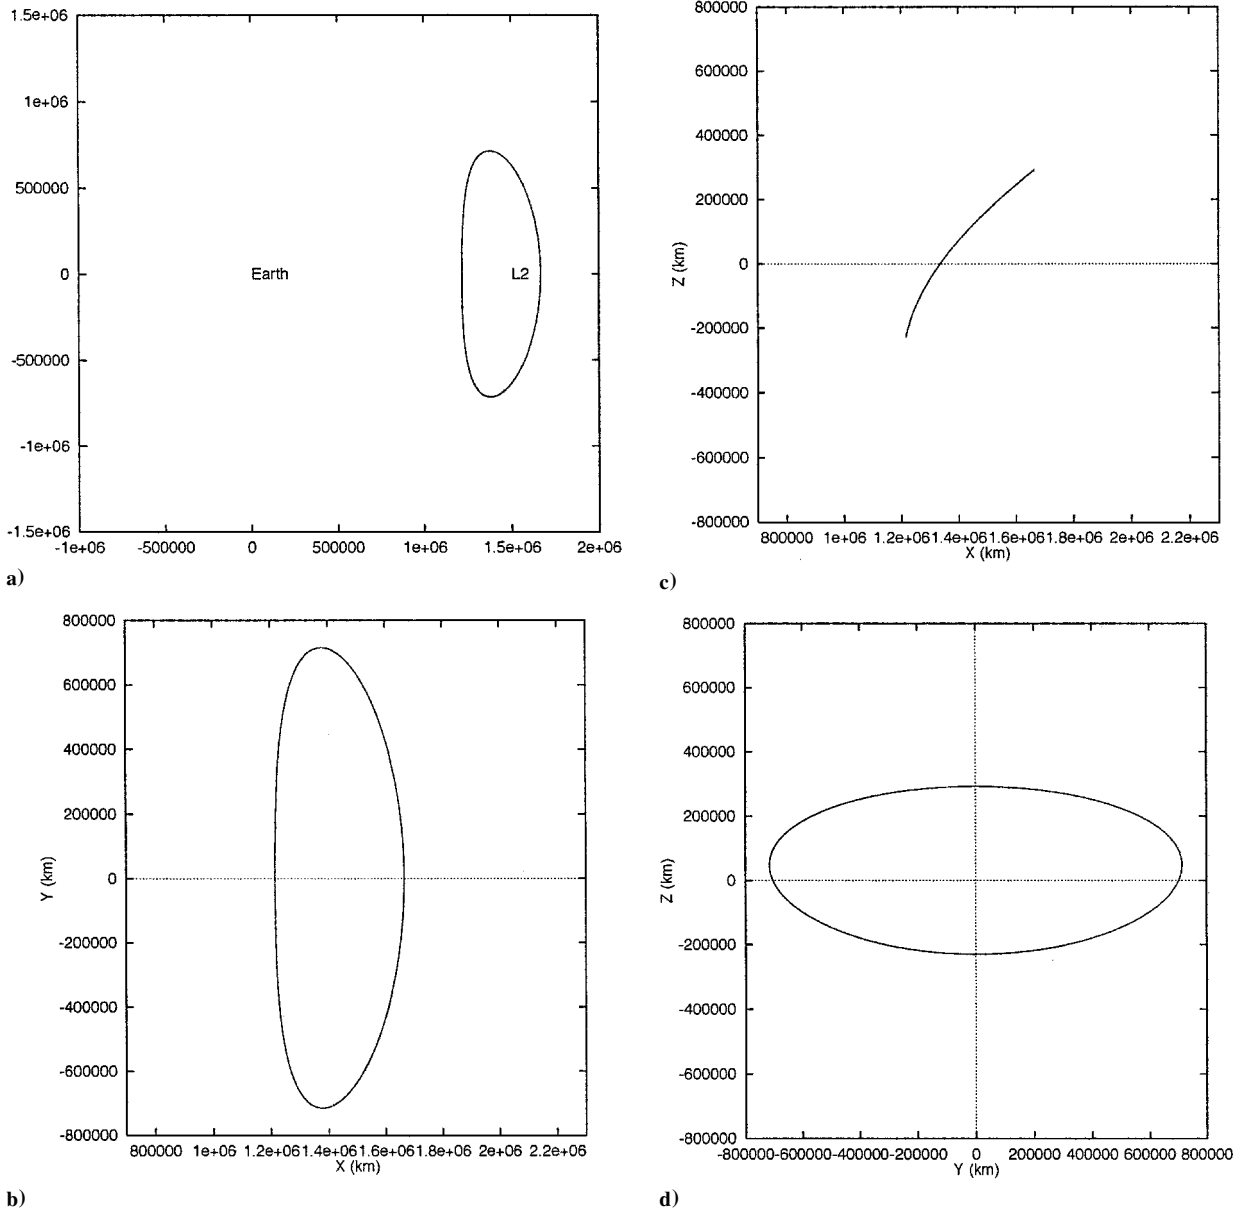 1.5e+06
1e+06
500000
0
-500000
-1e+06
-1.5e+06
Earth
L2
-1e+06 -500000 0 500000 1e+06 1.5e+06 2e+06
a)
800000
600000
400000
200000
0
-200000
-400000
-600000
-800000
Z (km)
800000 1e+06 1.2e+06 1.4e+06 1.6e+06 1.8e+06 2e+06 2.2e+06
X (km)
c)
800000
600000
400000
200000
0
-200000
-400000
-600000
-800000
Y (km)
800000 1e+06 1.2e+06 1.4e+06 1.6e+06 1.8e+06 2e+06 2.2e+06
X (km)
b)
800000
600000
400000
200000
0
-200000
-400000
-600000
-800000
Z (km)
-800000 -600000 -400000 -200000 0 200000 400000 600000 800000
Y (km)
d)